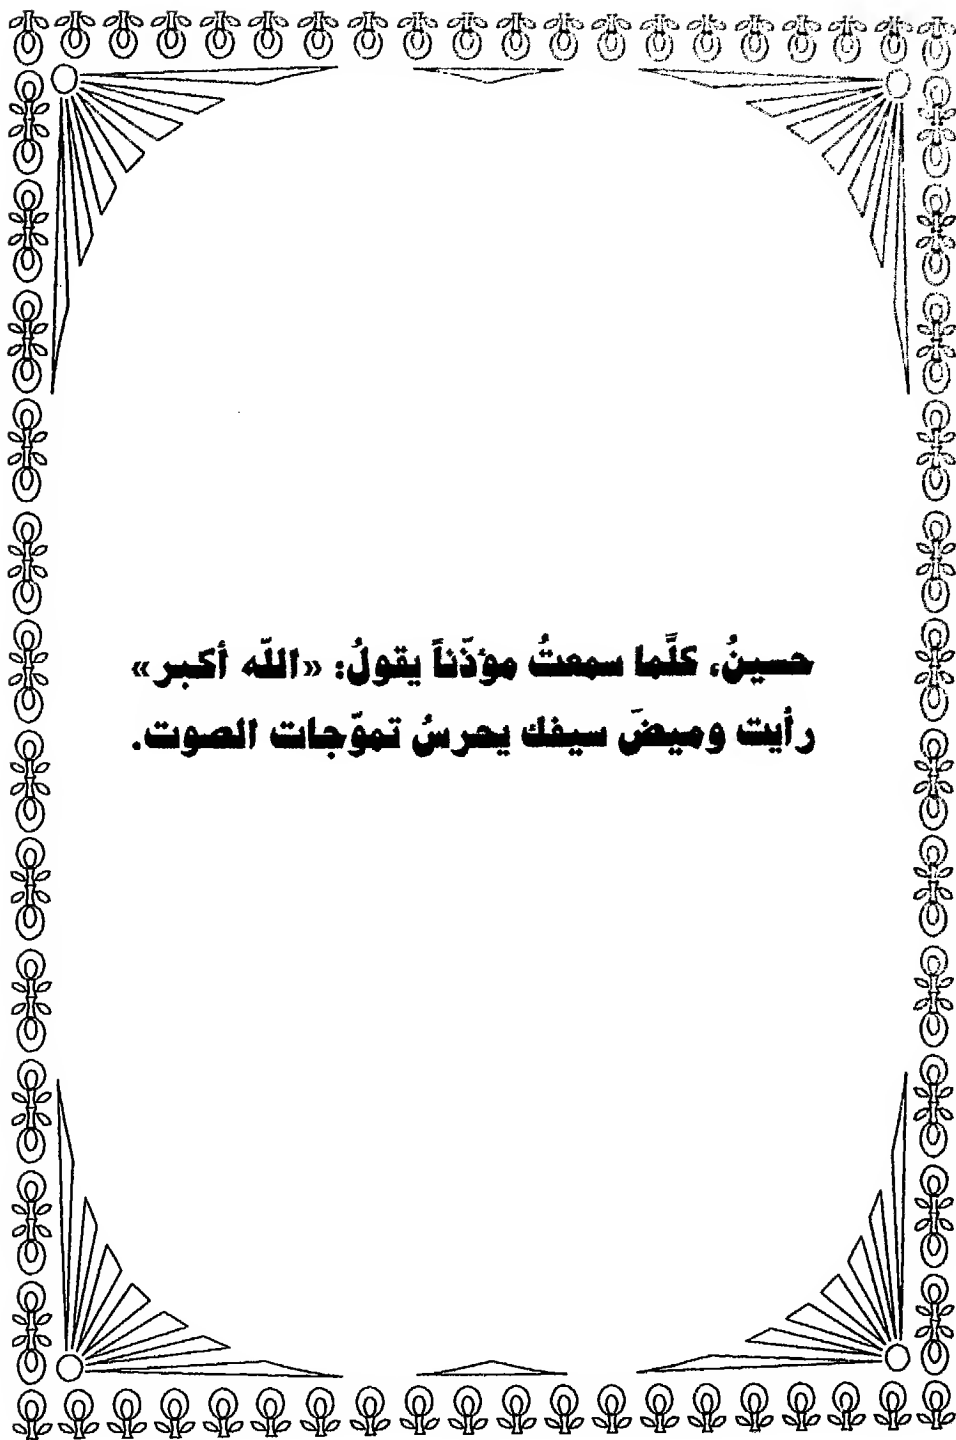 حسينُ، كلَّما سمعتُ مؤذّناً يقولُ: «اللّه أكبر»
رأيت وميضَ سيفك يحرسُ تموّجات الصوت.